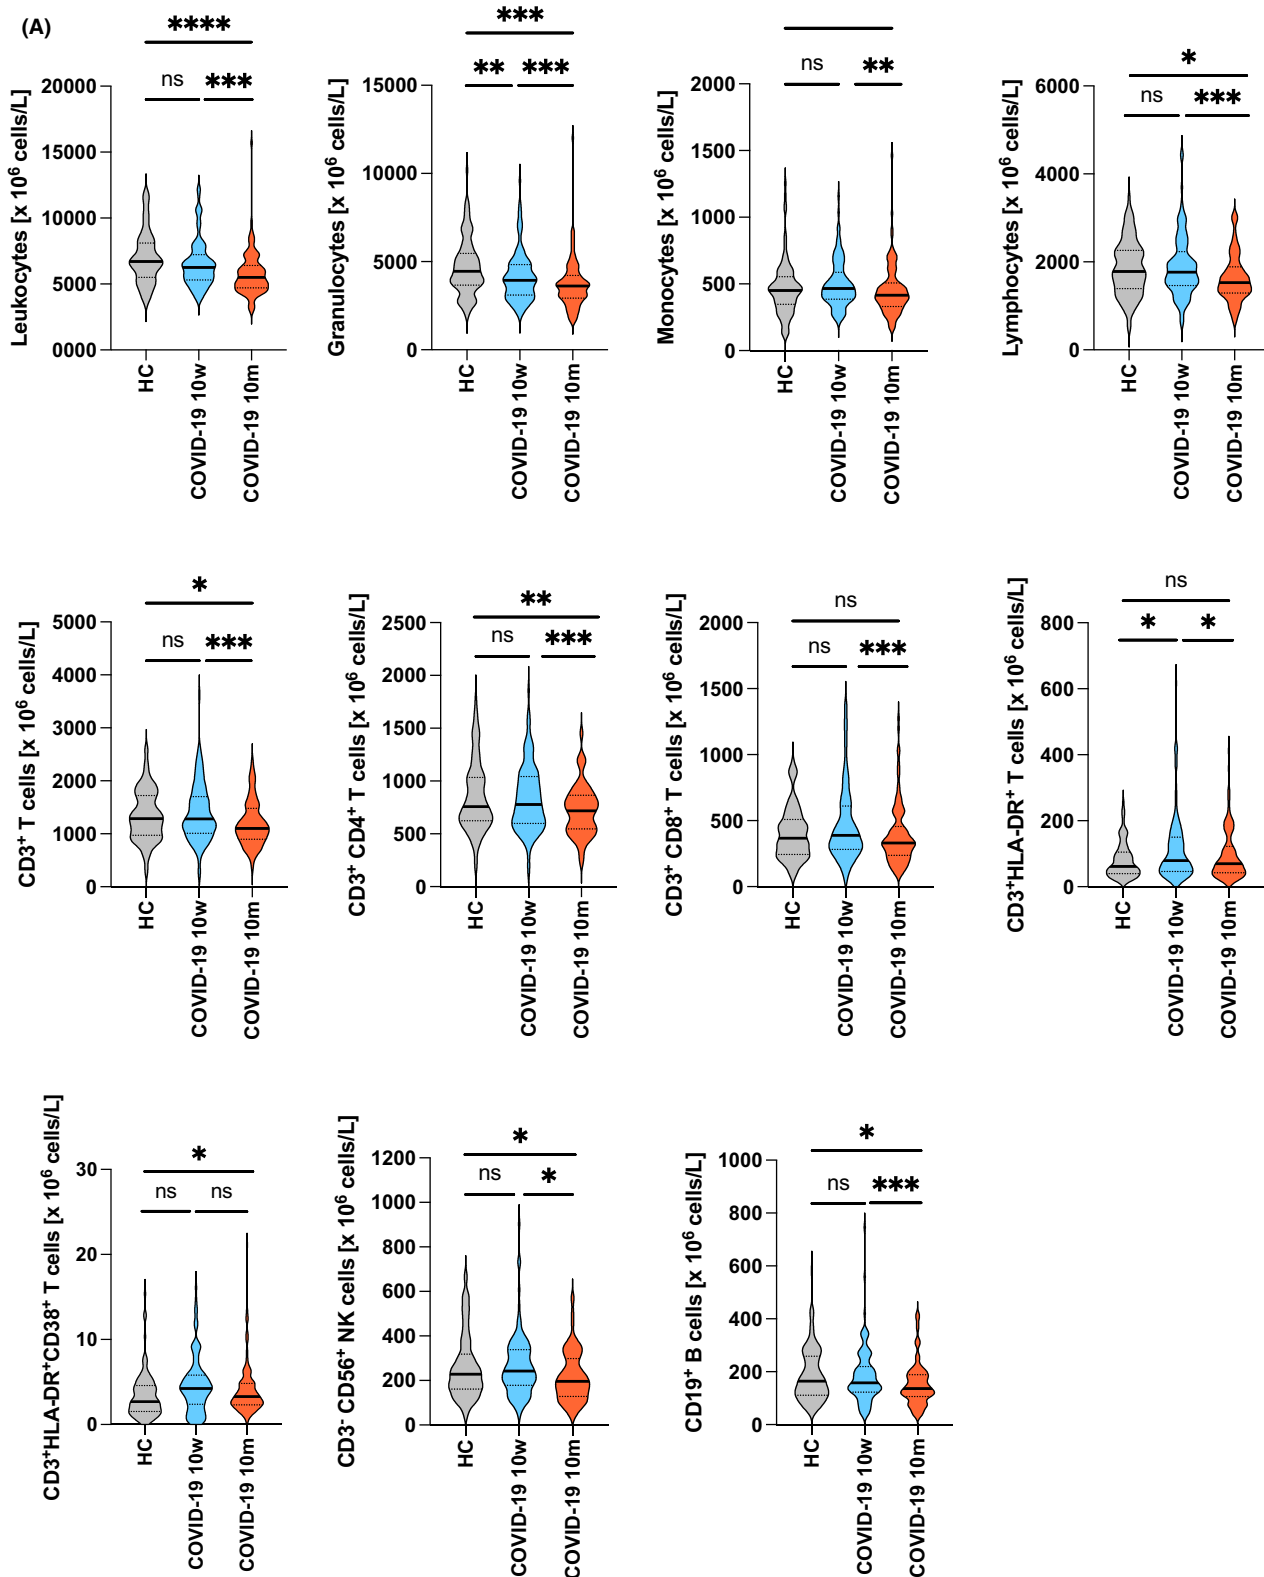 (A)
****
ns ***
Leukocytes [x 10⁶ cells/L]
20000
15000
10000
5000
0000
HC
COVID-19 10w
COVID-19 10m
***
** ***
Granulocytes [x 10⁶ cells/L]
15000
10000
5000
0
HC
COVID-19 10w
COVID-19 10m
ns **
Monocytes [x 10⁶ cells/L]
2000
1500
1000
500
0
HC
COVID-19 10w
COVID-19 10m
*
ns ***
Lymphocytes [x 10⁶ cells/L]
6000
4000
2000
0
HC
COVID-19 10w
COVID-19 10m
*
ns ***
CD3⁺ T cells [x 10⁶ cells/L]
5000
4000
3000
2000
1000
0
HC
COVID-19 10w
COVID-19 10m
**
ns ***
CD3⁺ CD4⁺ T cells [x 10⁶ cells/L]
2500
2000
1500
1000
500
0
HC
COVID-19 10w
COVID-19 10m
ns
ns ***
CD3⁺ CD8⁺ T cells [x 10⁶ cells/L]
2000
1500
1000
500
0
HC
COVID-19 10w
COVID-19 10m
ns
* *
CD3⁺HLA-DR⁺ T cells [x 10⁶ cells/L]
800
600
400
200
0
HC
COVID-19 10w
COVID-19 10m
*
ns ns
CD3⁺HLA-DR⁺CD38⁺ T cells [x 10⁶ cells/L]
30
20
10
0
HC
COVID-19 10w
COVID-19 10m
*
ns *
CD3⁻ CD56⁺ NK cells [x 10⁶ cells/L]
1200
1000
800
600
400
200
0
HC
COVID-19 10w
COVID-19 10m
*
ns ***
CD19⁺ B cells [x 10⁶ cells/L]
1000
800
600
400
200
0
HC
COVID-19 10w
COVID-19 10m